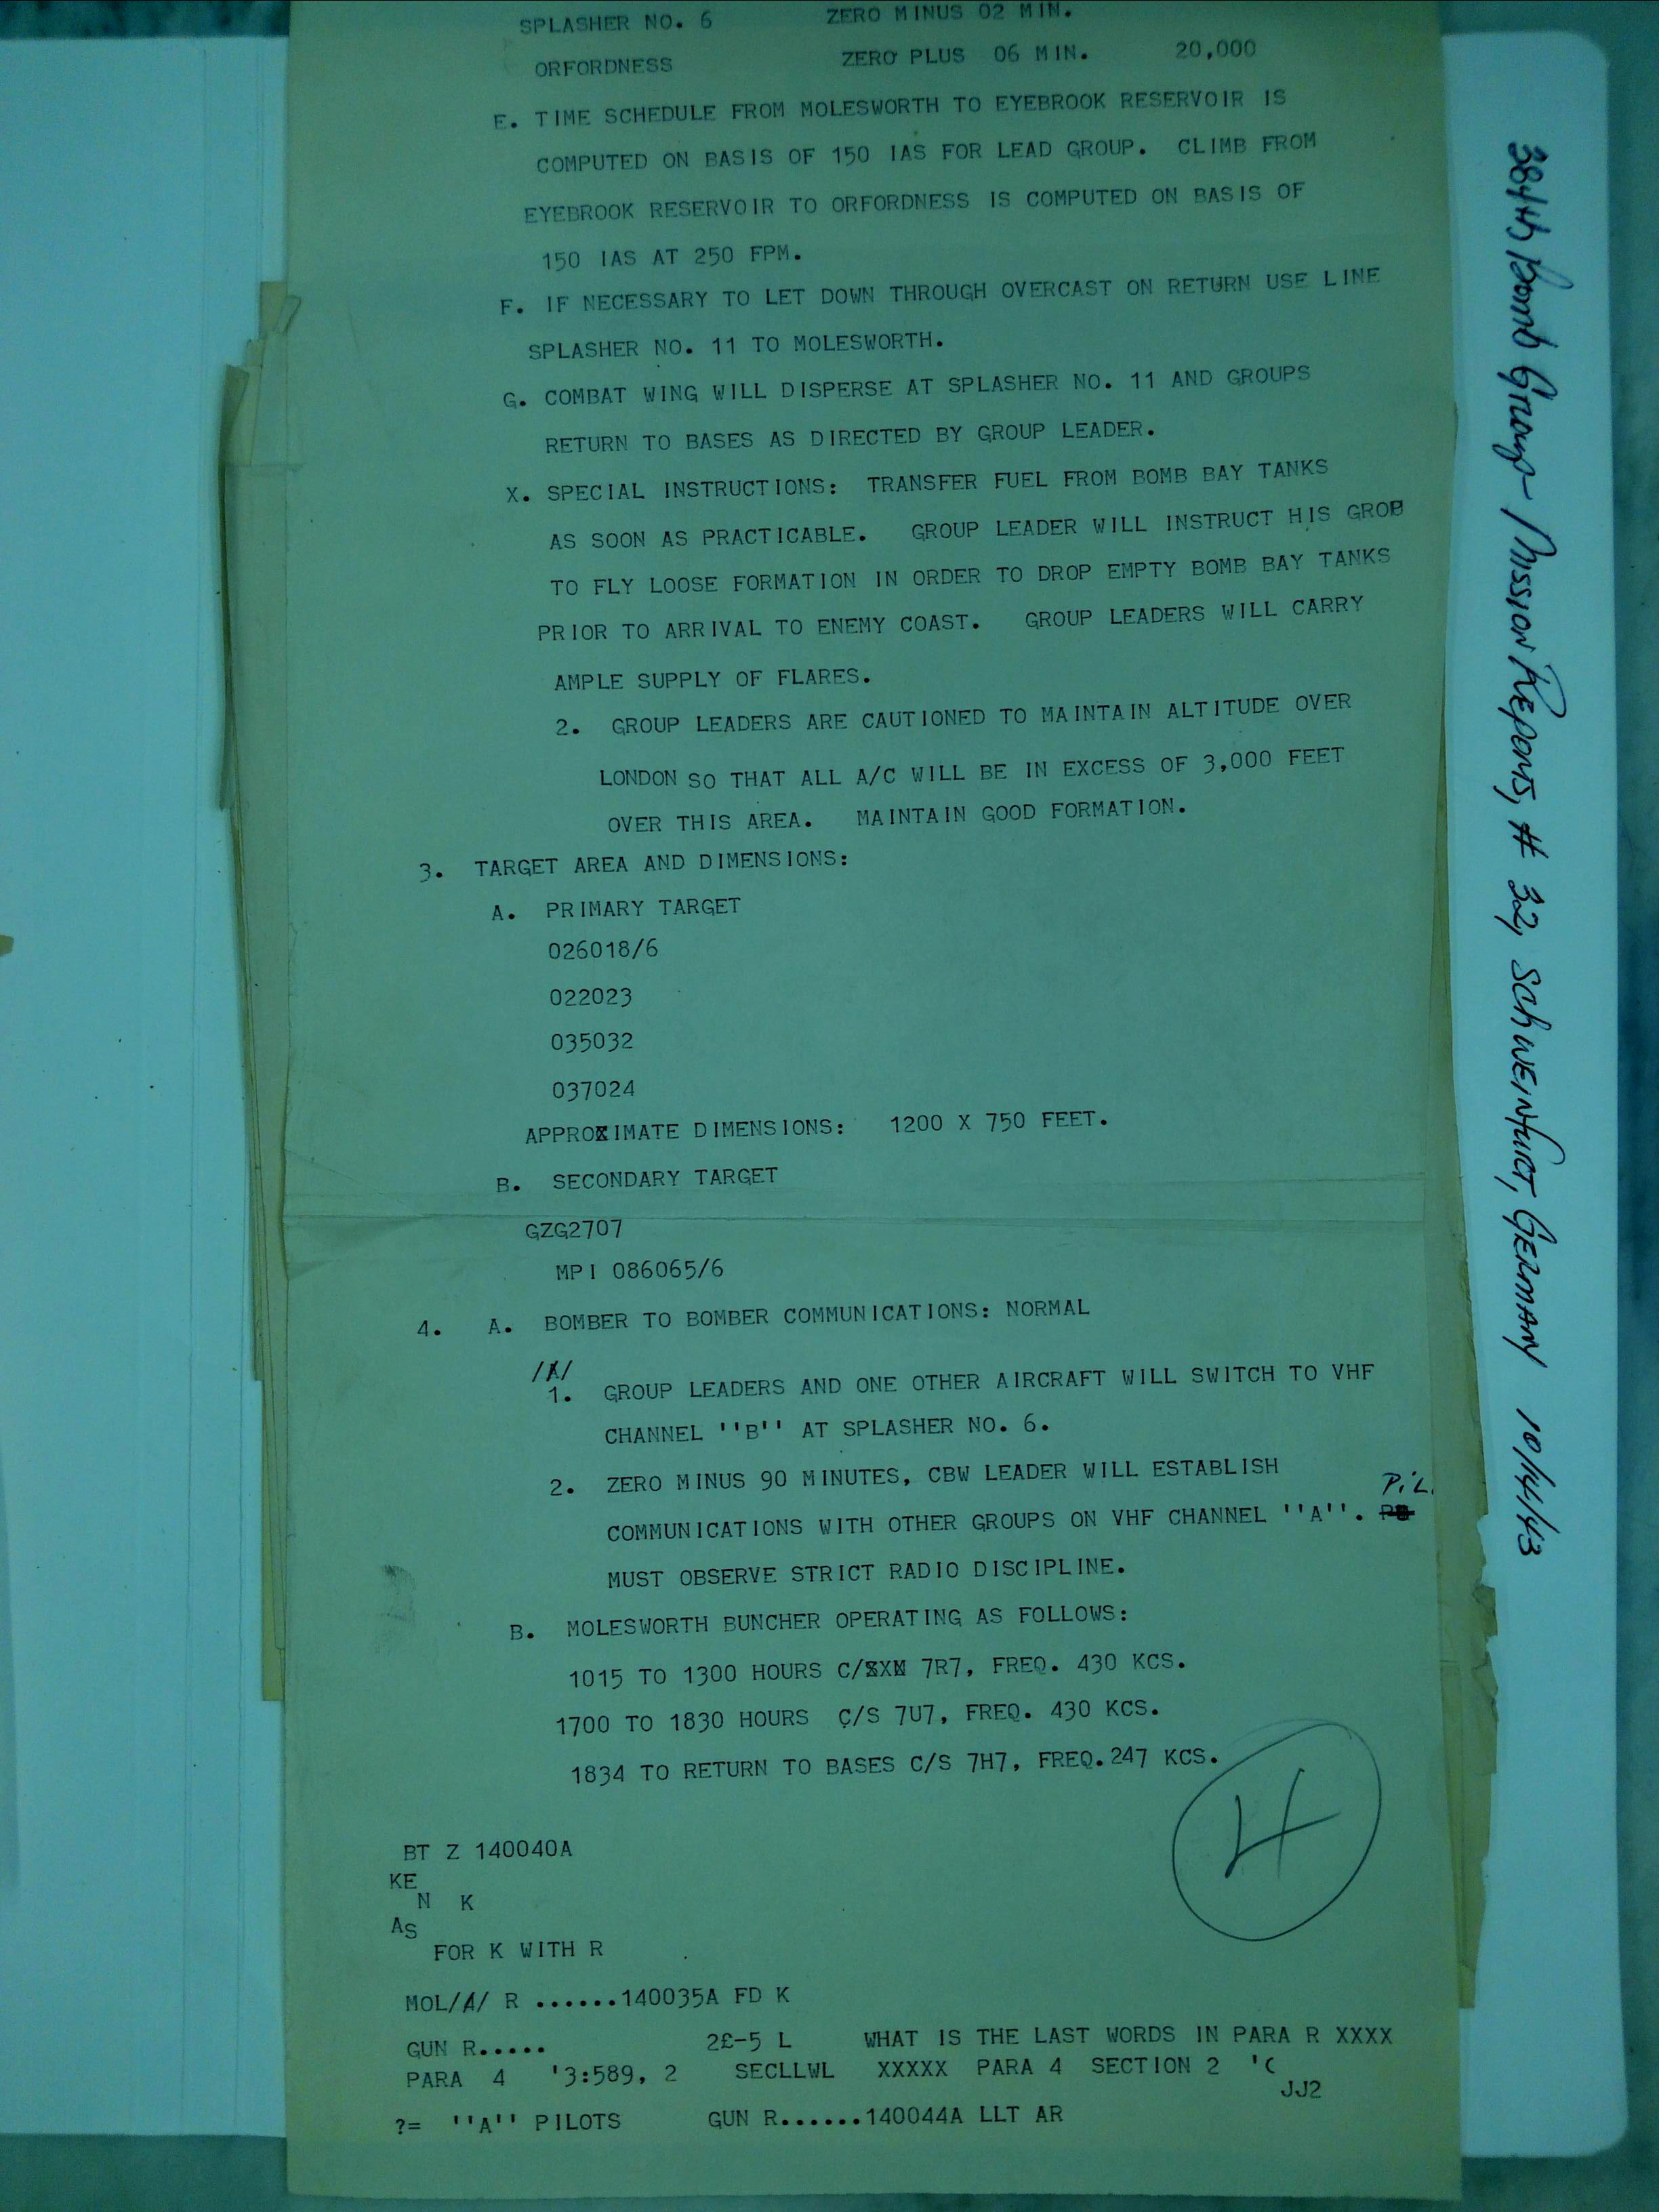 SPLASHER NO. 6 ZERO MINUS 02 MIN.
ORFORDNESS ZERO PLUS 06 MIN. 20,000
E. TIME SCHEDULE FROM MOLESWORTH TO EYEBROOK RESERVOIR IS
COMPUTED ON BASIS OF 150 IAS FOR LEAD GROUP. CLIMB FROM
EYEBROOK RESERVOIR TO ORFORDNESS IS COMPUTED ON BASIS OF
150 IAS AT 250 FPM.
F. IF NECESSARY TO LET DOWN THROUGH OVERCAST ON RETURN USE LINE
SPLASHER NO. 11 TO MOLESWORTH.
G. COMBAT WING WILL DISPERSE AT SPLASHER NO. 11 AND GROUPS
RETURN TO BASES AS DIRECTED BY GROUP LEADER.
X. SPECIAL INSTRUCTIONS: TRANSFER FUEL FROM BOMB BAY TANKS
AS SOON AS PRACTICABLE. GROUP LEADER WILL INSTRUCT HIS GROP
TO FLY LOOSE FORMATION IN ORDER TO DROP EMPTY BOMB BAY TANKS
PRIOR TO ARRIVAL TO ENEMY COAST. GROUP LEADERS WILL CARRY
AMPLE SUPPLY OF FLARES.
2. GROUP LEADERS ARE CAUTIONED TO MAINTAIN ALTITUDE OVER
LONDON SO THAT ALL A/C WILL BE IN EXCESS OF 3,000 FEET
OVER THIS AREA. MAINTAIN GOOD FORMATION.
3. TARGET AREA AND DIMENSIONS:
A. PRIMARY TARGET
026018/6
022023
035032
037024
APPROXIMATE DIMENSIONS: 1200 X 750 FEET.
B. SECONDARY TARGET
GZG2707
MPI 086065/6
4. A. BOMBER TO BOMBER COMMUNICATIONS: NORMAL
/A/
1. GROUP LEADERS AND ONE OTHER AIRCRAFT WILL SWITCH TO VHF
CHANNEL ''B'' AT SPLASHER NO. 6.
2. ZERO MINUS 90 MINUTES, CBW LEADER WILL ESTABLISH
PiL.
COMMUNICATIONS WITH OTHER GROUPS ON VHF CHANNEL ''A''.
MUST OBSERVE STRICT RADIO DISCIPLINE.
B. MOLESWORTH BUNCHER OPERATING AS FOLLOWS:
1015 TO 1300 HOURS C/SXN 7R7, FREQ. 430 KCS.
1700 TO 1830 HOURS C/S 7U7, FREQ. 430 KCS.
1834 TO RETURN TO BASES C/S 7H7, FREQ.247 KCS.
H
BT Z 140040A
KE
N K
AS
FOR K WITH R
MOL/A/ R ......140035A FD K
GUN R..... 2£-5 L WHAT IS THE LAST WORDS IN PARA R XXXX
PARA 4 '3:589, 2 SECLLWL XXXXX PARA 4 SECTION 2 '(
JJ2
?= ''A'' PILOTS GUN R......140044A LLT AR
384th Bomb Group - Mission Reports, # 32, Schweinfurt, Germany 10/14/43